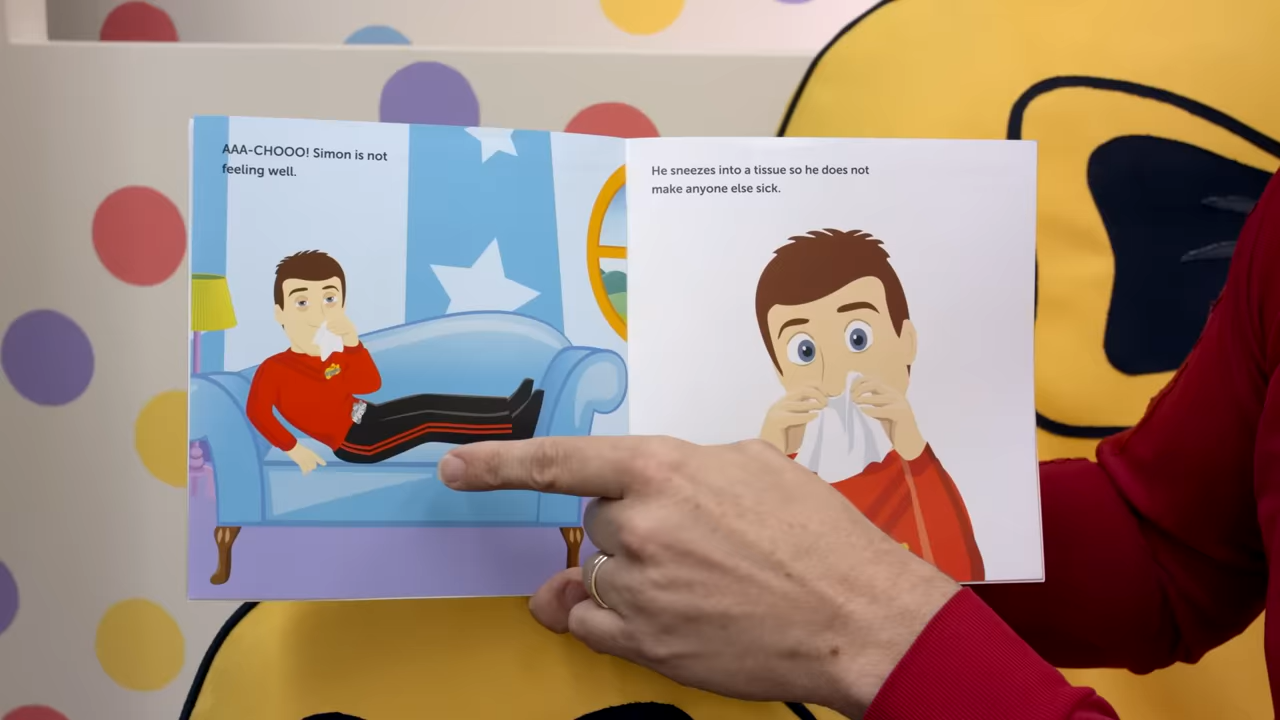 AAA-CHOOO! Simon is not
feeling well.
He sneezes into a tissue so he does not
make anyone else sick.